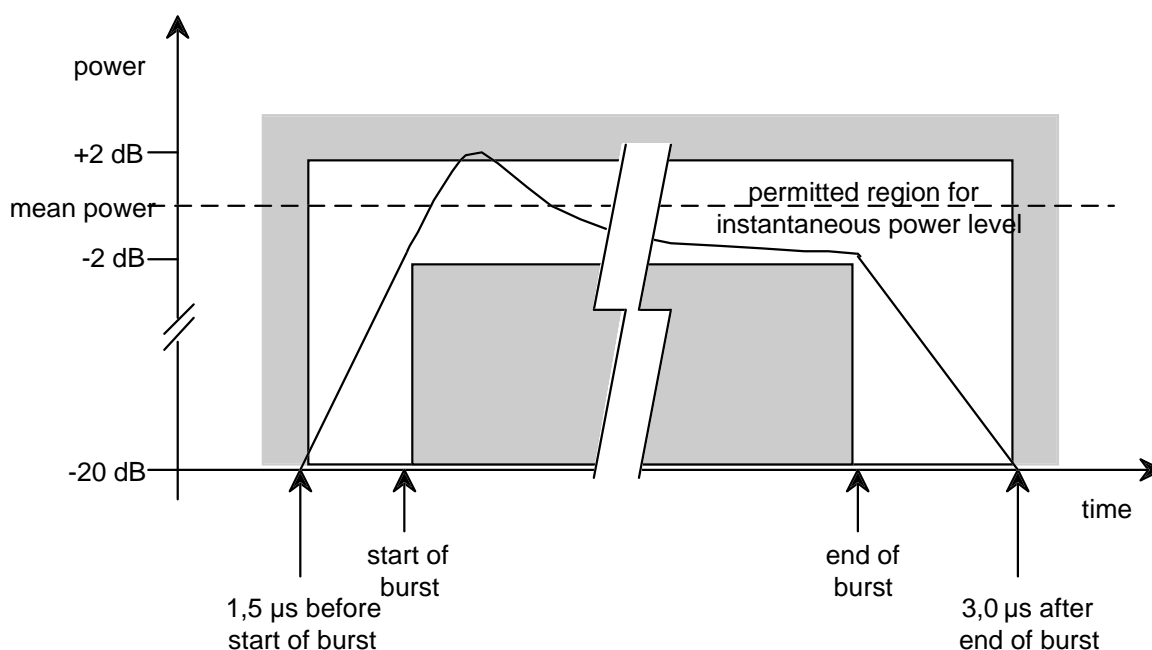 power
+2 dB
mean power
-2 dB
-20 dB
permitted region for
instantaneous power level
time
start of
burst
end of
burst
1,5 µs before
start of burst
3,0 µs after
end of burst